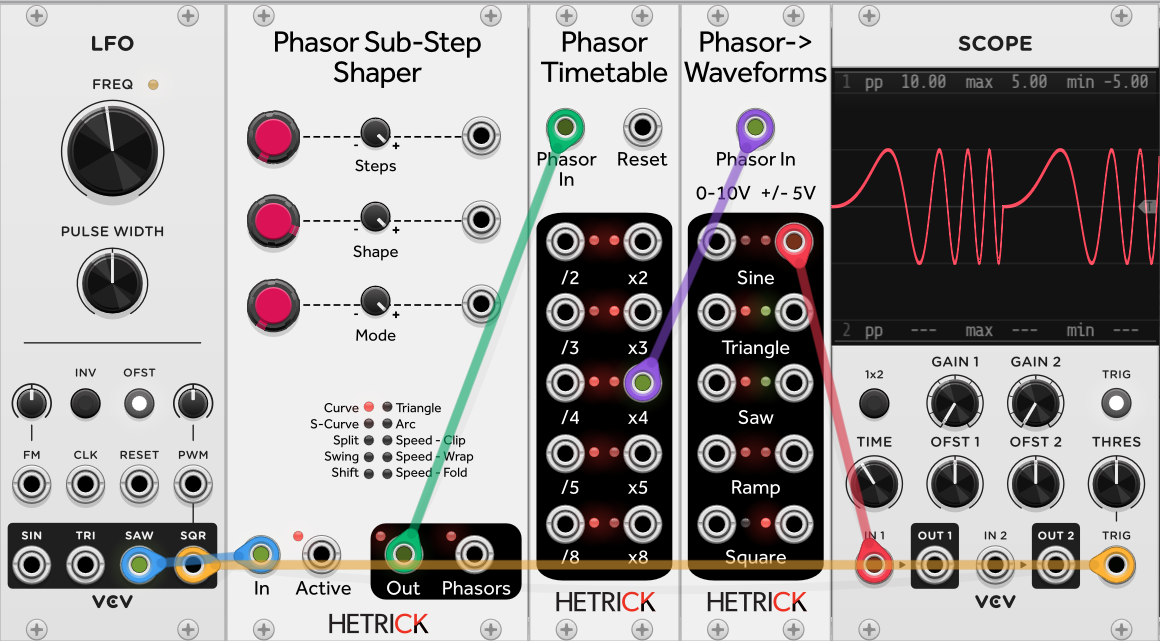 LFO
FREQ
PULSE WIDTH
INV OFST
FM CLK RESET PWM
SIN TRI SAW SQR
VCV
Phasor Sub-Step
Shaper
- +
Steps
- +
Shape
- +
Mode
Curve Triangle
S-Curve Arc
Split Speed - Clip
Swing Speed - Wrap
Shift Speed - Fold
In Active Out Phasors
HETRICK
Phasor
Timetable
Phasor Reset
In
/2 x2
/3 x3
/4 x4
/5 x5
/8 x8
HETRICK
Phasor->
Waveforms
Phasor In
0-10V +/- 5V
Sine
Triangle
Saw
Ramp
Square
HETRICK
SCOPE
1 pp 10.00 max 5.00 min -5.00
T
2 pp --- max --- min ---
1x2 GAIN 1 GAIN 2 TRIG
TIME OFST 1 OFST 2 THRES
IN 1 OUT 1 IN 2 OUT 2 TRIG
VCV